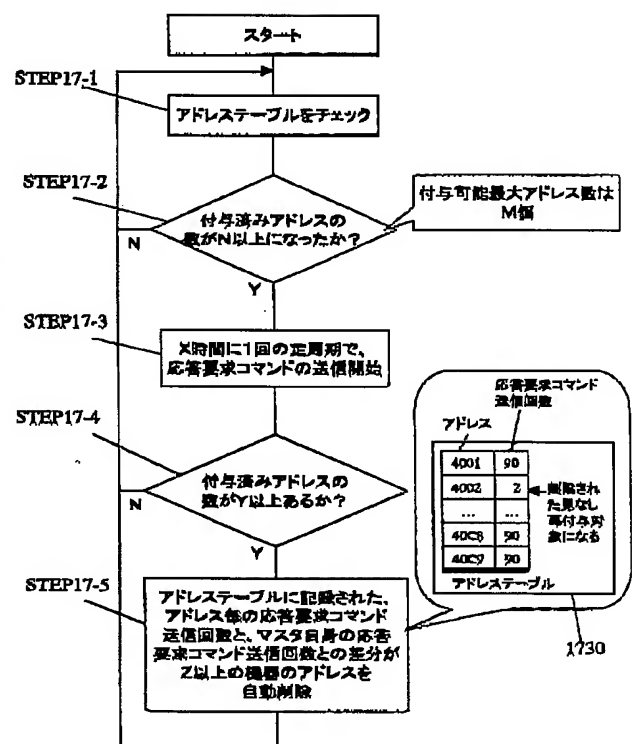 スタート
STEP17-1
アドレステーブルをチェック
STEP17-2
付与済みアドレスの
数がN以上になったか？
付与可能最大アドレス数は
M個
N
Y
STEP17-3
X時間に1回の定周期で、
応答要求コマンドの送信開始
STEP17-4
付与済みアドレスの
数がY以上あるか？
N
Y
応答要求コマンド
送信回数
アドレス
4001 90
4002 2
... ...
40C8 90
40C9 90
削除され
た見なし
再付与対
象になる
アドレステーブル
1730
STEP17-5
アドレステーブルに記録された、
アドレス毎の応答要求コマンド
送信回数と、マスタ自身の応答
要求コマンド送信回数との差分が
Z以上の機器のアドレスを
自動削除